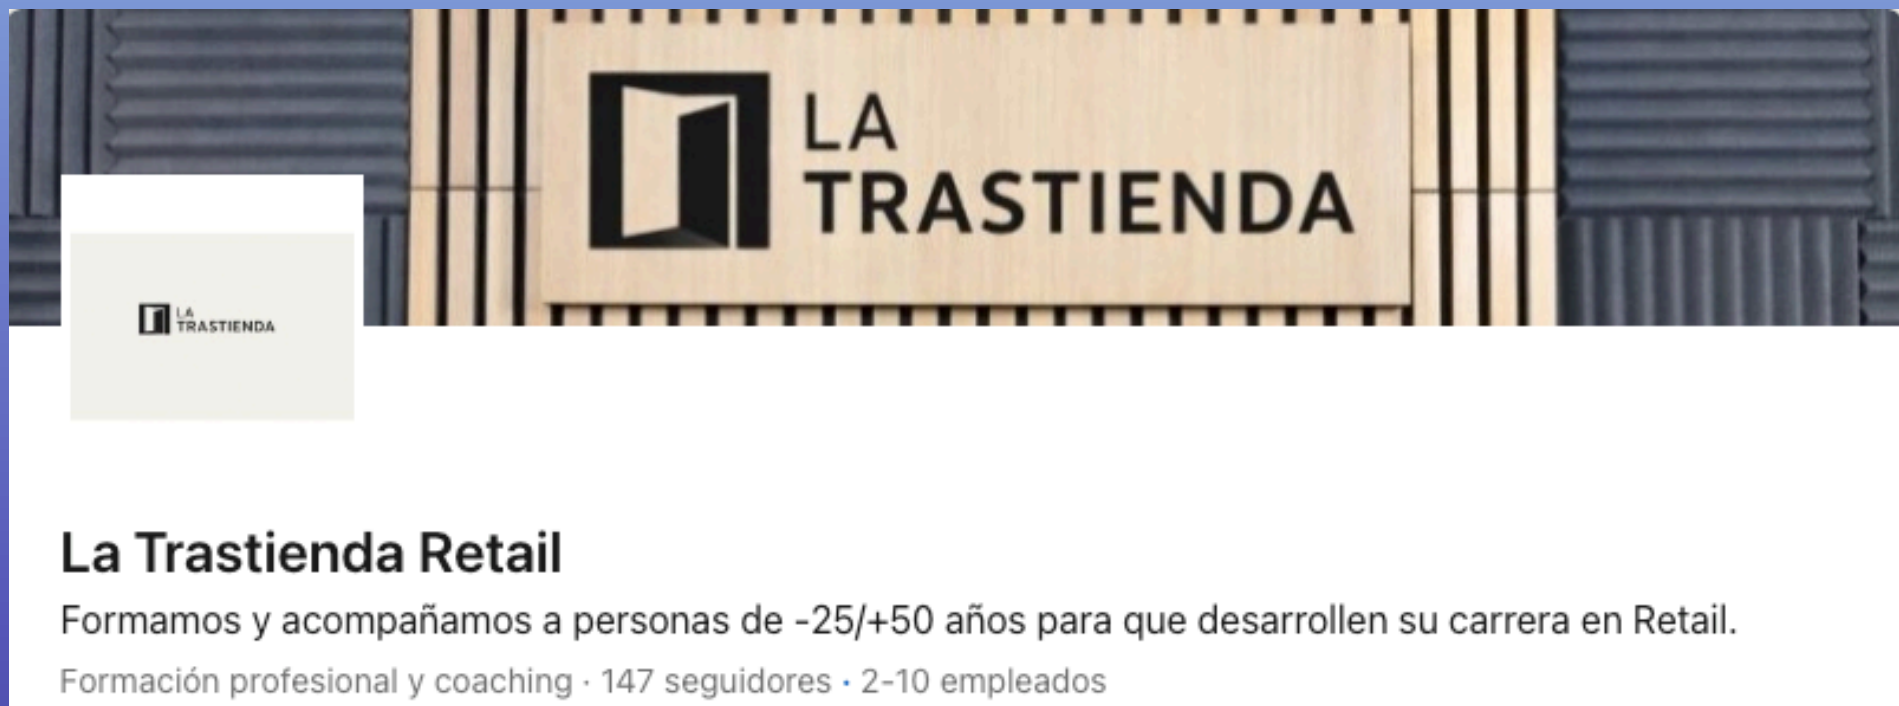 LA
TRASTIENDA
LA
TRASTIENDA
La Trastienda Retail
Formamos y acompañamos a personas de -25/+50 años para que desarrollen su carrera en Retail.
Formación profesional y coaching · 147 seguidores · 2-10 empleados